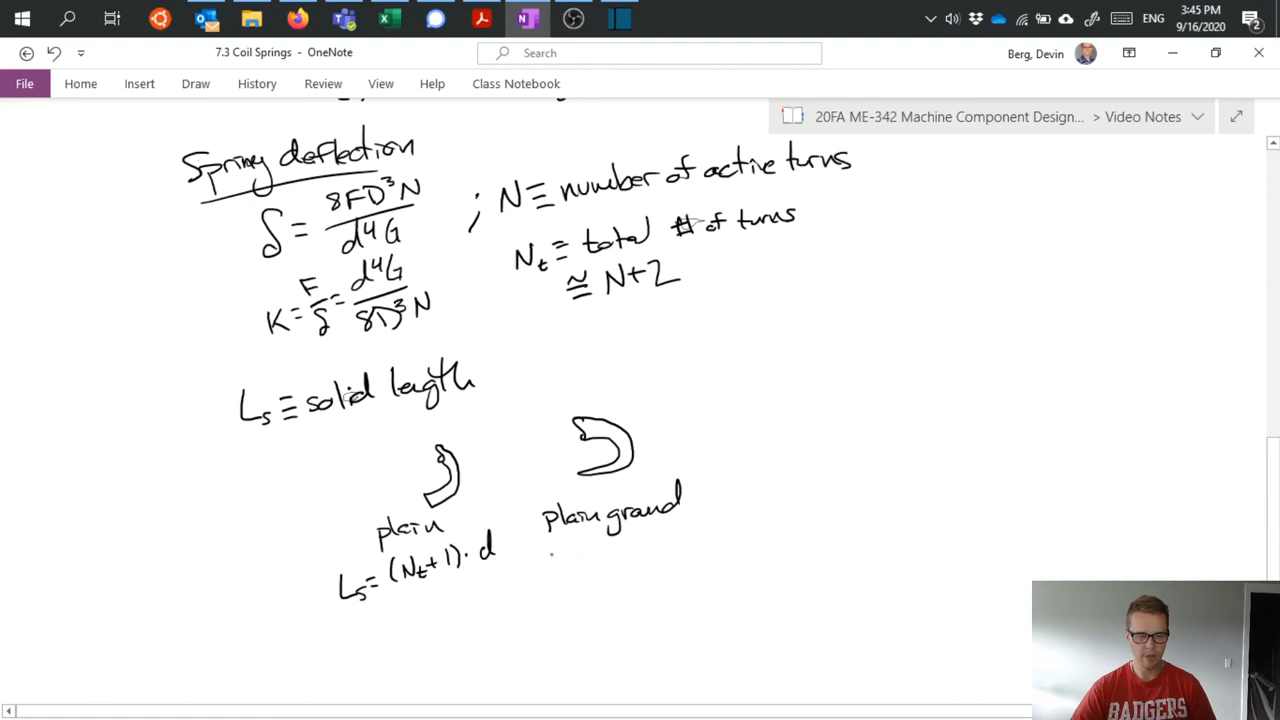 3:45 PM
ENG
9/16/2020
2
7.3 Coil Springs - OneNote
Search
Berg, Devin
File Home Insert Draw History Review View Help Class Notebook
20FA ME-342 Machine Component Design... > Video Notes
Spring deflection
δ = 8FD³N / d⁴G ; N ≡ number of active turns
Nt ≡ total # of turns
≅ N+2
K = F/δ = d⁴G / 8D³N
Ls ≡ solid length
plain
plain ground
Ls = (Nt+1)·d
BADGERS